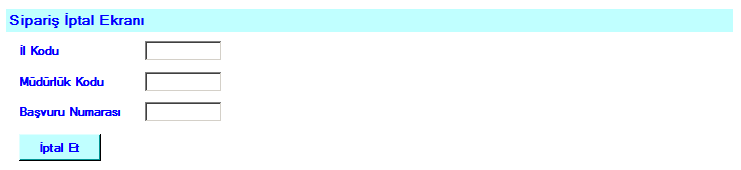 Sipariş İptal Ekranı
İl Kodu
Müdürlük Kodu
Başvuru Numarası
İptal Et